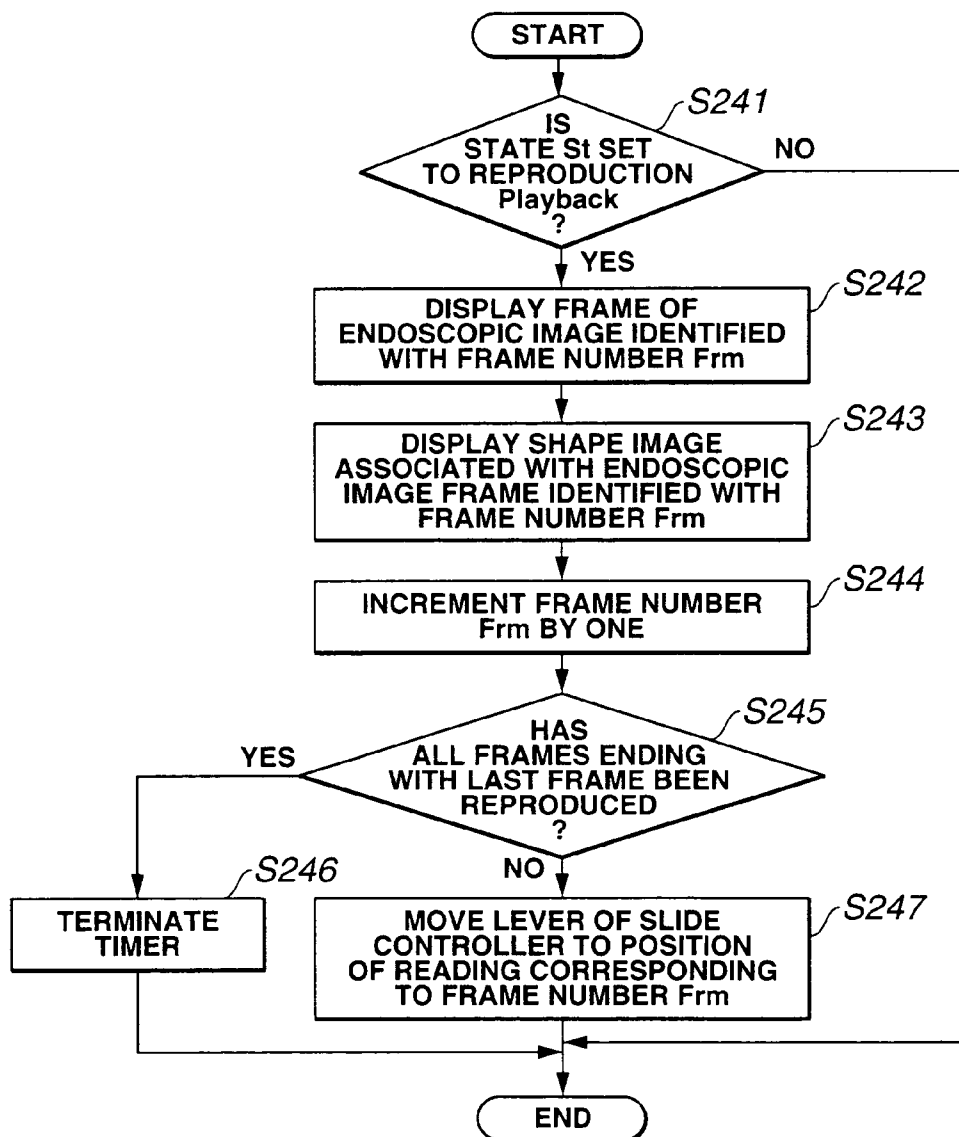 START
S241
IS
STATE St SET
TO REPRODUCTION
Playback
?
NO
YES
S242
DISPLAY FRAME OF
ENDOSCOPIC IMAGE IDENTIFIED
WITH FRAME NUMBER Frm
S243
DISPLAY SHAPE IMAGE
ASSOCIATED WITH ENDOSCOPIC
IMAGE FRAME IDENTIFIED WITH
FRAME NUMBER Frm
S244
INCREMENT FRAME NUMBER
Frm BY ONE
S245
HAS
ALL FRAMES ENDING
WITH LAST FRAME BEEN
REPRODUCED
?
YES
NO
S246
TERMINATE
TIMER
S247
MOVE LEVER OF SLIDE
CONTROLLER TO POSITION
OF READING CORRESPONDING
TO FRAME NUMBER Frm
END